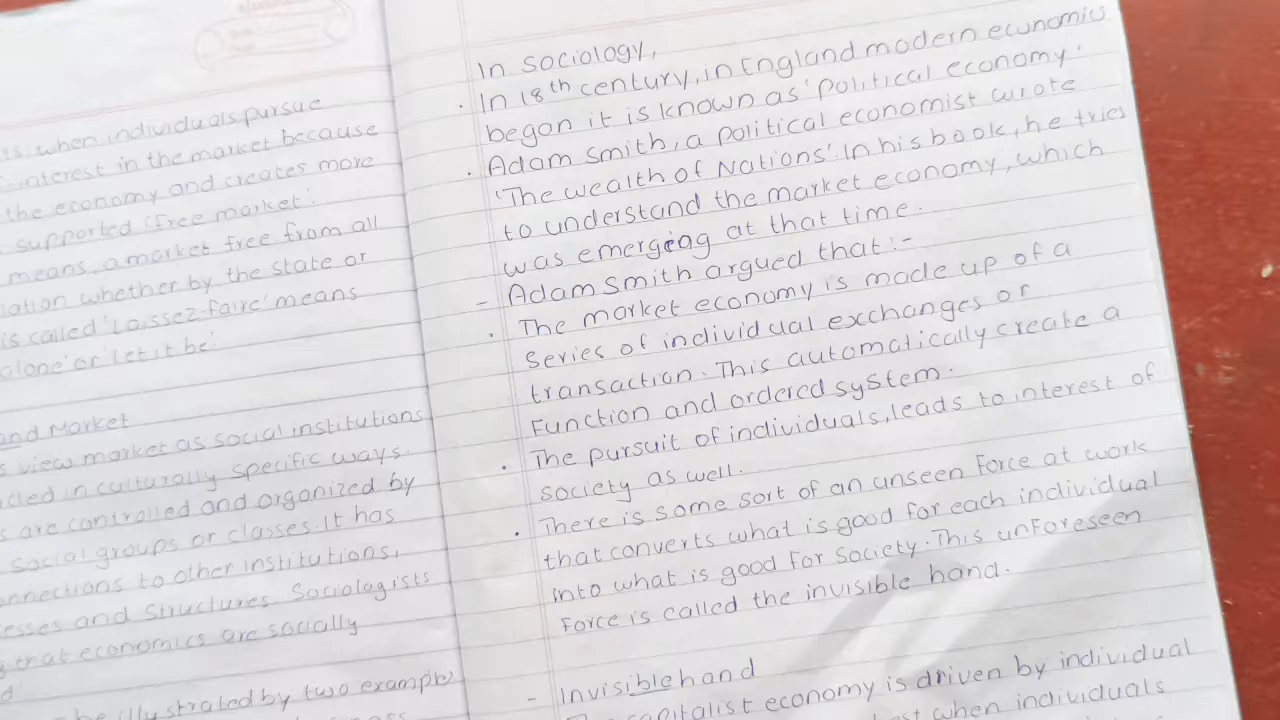 ts. when individuals pursue
interest in the market because
the economy and creates more
supported 'free market'.
means, a market free from all
lation whether by the state or
is called 'Laissez-faire' means
alone' or 'let it be'.
and Market
s view market as social institutions
cted in culturally specific ways.
s are controlled and organized by
social groups or classes. It has
nnections to other institutions,
esses and structures. Sociologists
that economics are socially
be illustrated by two example
In sociology,
. In 18th century, in England modern economics
began it is known as 'political economy'.
. Adam Smith, a political economist wrote
'The wealth of Nations'. In his book, he tries
to understand the market economy, which
was emerging at that time.
- Adam Smith argued that :-
. The market economy is made up of a
series of individual exchanges or
transaction. This automatically create a
Function and ordered system.
. The pursuit of individuals, leads to interest of
society as well.
. There is some sort of an unseen Force at work
that converts what is good for each individual
into what is good for society. This unforeseen
Force is called the invisible hand.
- Invisible hand
capitalist economy is driven by individual
when individuals